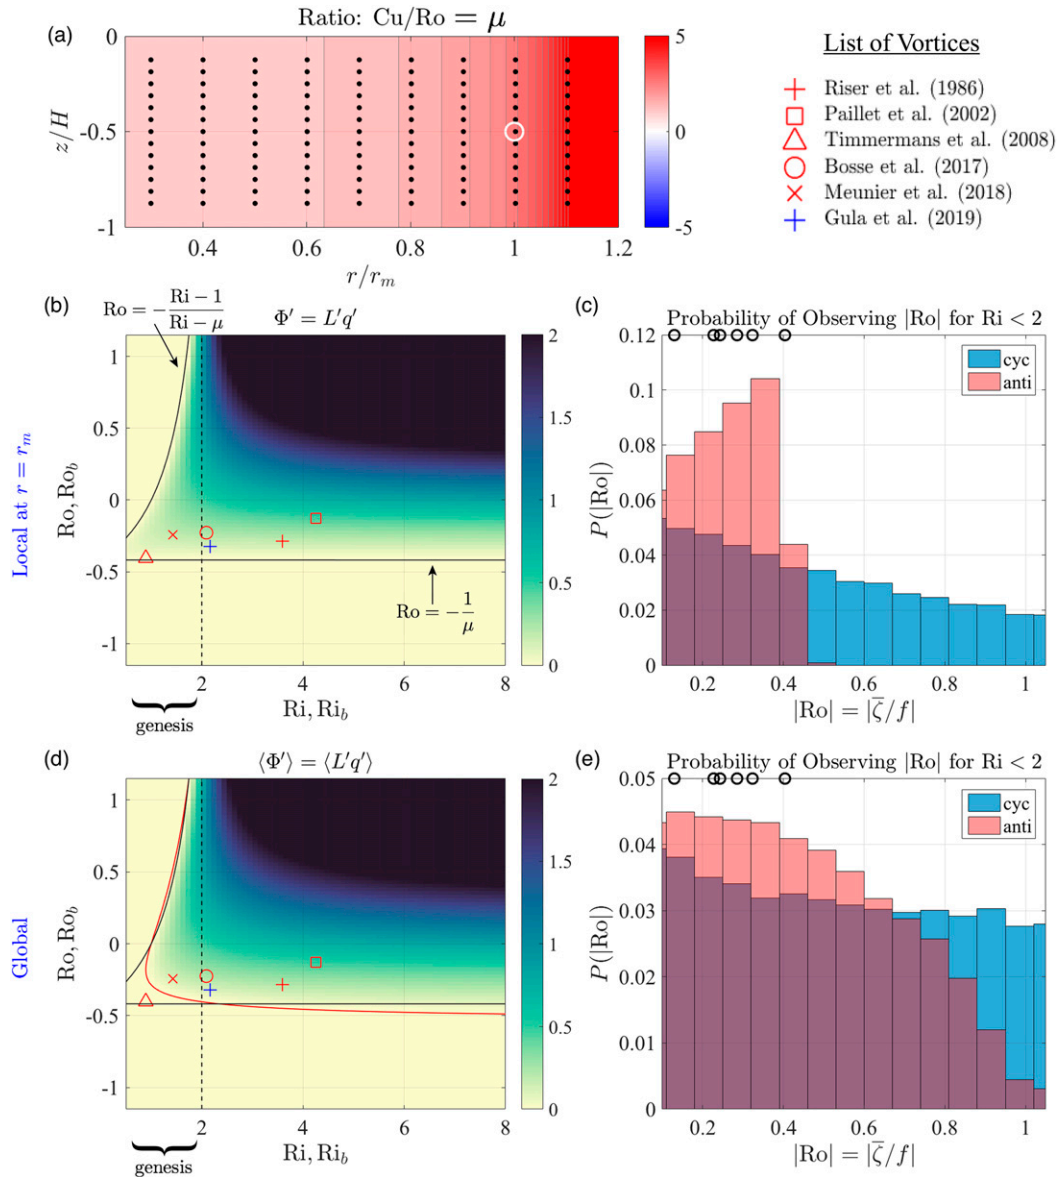 (a)
Ratio: Cu/Ro = μ
z/H
0
-0.5
-1
0.4 0.6 0.8 1 1.2
r/r_m
5
0
-5
List of Vortices
Riser et al. (1986)
Paillet et al. (2002)
Timmermans et al. (2008)
Bosse et al. (2017)
Meunier et al. (2018)
Gula et al. (2019)
(b)
Ro = -(Ri - 1)/(Ri - μ)
Φ′ = L′q′
Local at r = r_m
Ro, Ro_b
1
0.5
0
-0.5
-1
Ro = -1/μ
2 4 6 8
Ri, Ri_b
genesis
2
1.5
1
0.5
0
(c)
Probability of Observing |Ro| for Ri < 2
cyc
anti
P(|Ro|)
0.12
0.1
0.08
0.06
0.04
0.02
0
0.2 0.4 0.6 0.8 1
|Ro| = |ζ̅/f|
(d)
⟨Φ′⟩ = ⟨L′q′⟩
Global
Ro, Ro_b
1
0.5
0
-0.5
-1
2 4 6 8
Ri, Ri_b
genesis
2
1.5
1
0.5
0
(e)
Probability of Observing |Ro| for Ri < 2
cyc
anti
P(|Ro|)
0.05
0.04
0.03
0.02
0.01
0
0.2 0.4 0.6 0.8 1
|Ro| = |ζ̅/f|